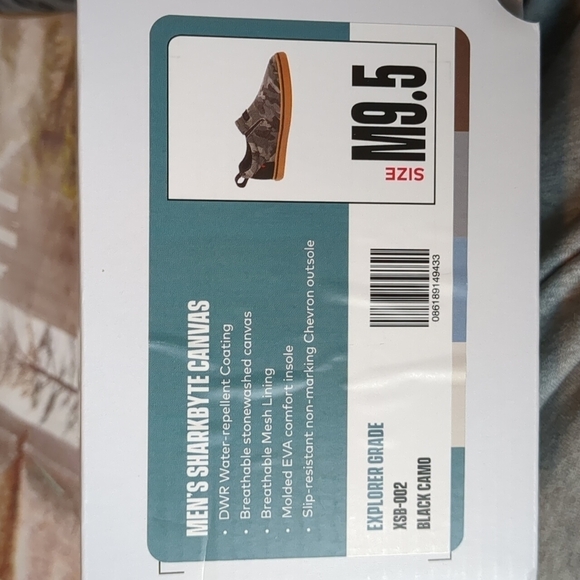 MEN'S SHARKBYTE CANVAS
• DWR Water-repellent Coating
• Breathable stonewashed canvas
• Breathable Mesh Lining
• Molded EVA comfort insole
• Slip-resistant non-marking Chevron outsole
EXPLORER GRADE
XSB-002
BLACK CAMO
086189149433
SIZE
M9.5